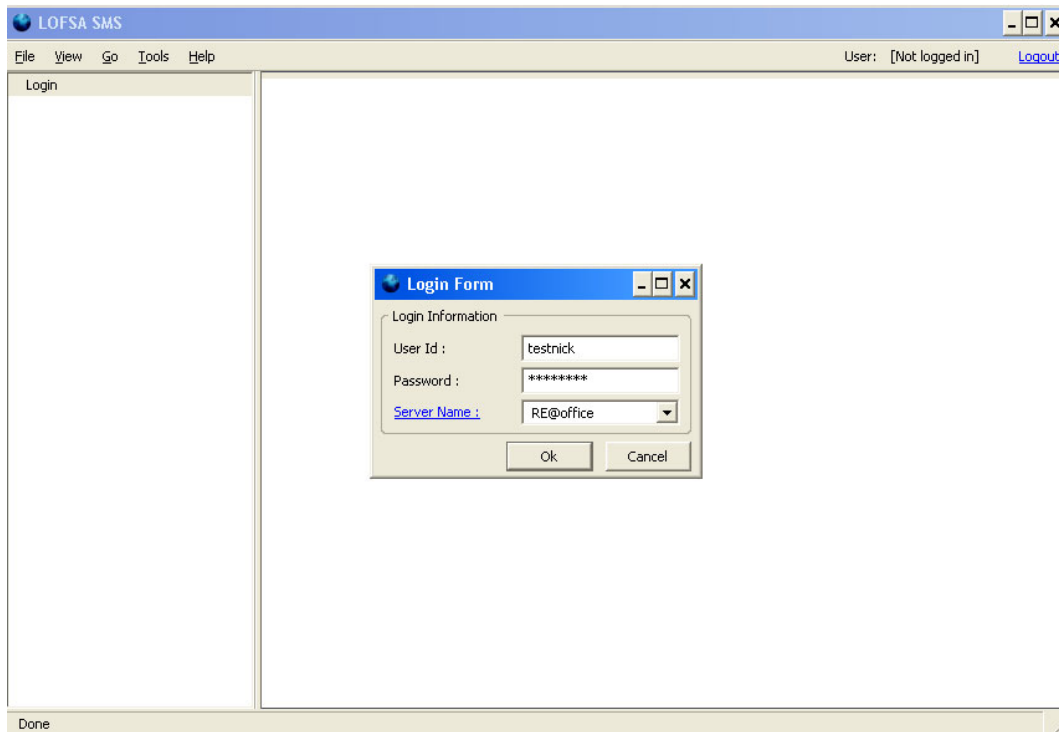 LOFSA SMS
File View Go Tools Help User: [Not logged in] Logout
Login
Login Form
Login Information
User Id : testnick
Password : ********
Server Name : RE@office
Ok Cancel
Done